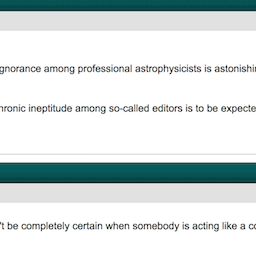 gnorance among professional astrophysicists is astonishi
hronic ineptitude among so-called editors is to be expecte
't be completely certain when somebody is acting like a c